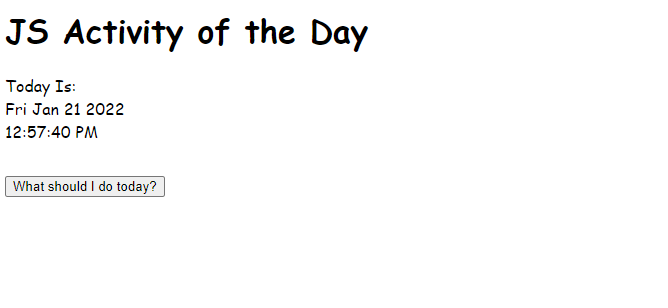 JS Activity of the Day
Today Is:
Fri Jan 21 2022
12:57:40 PM
What should I do today?